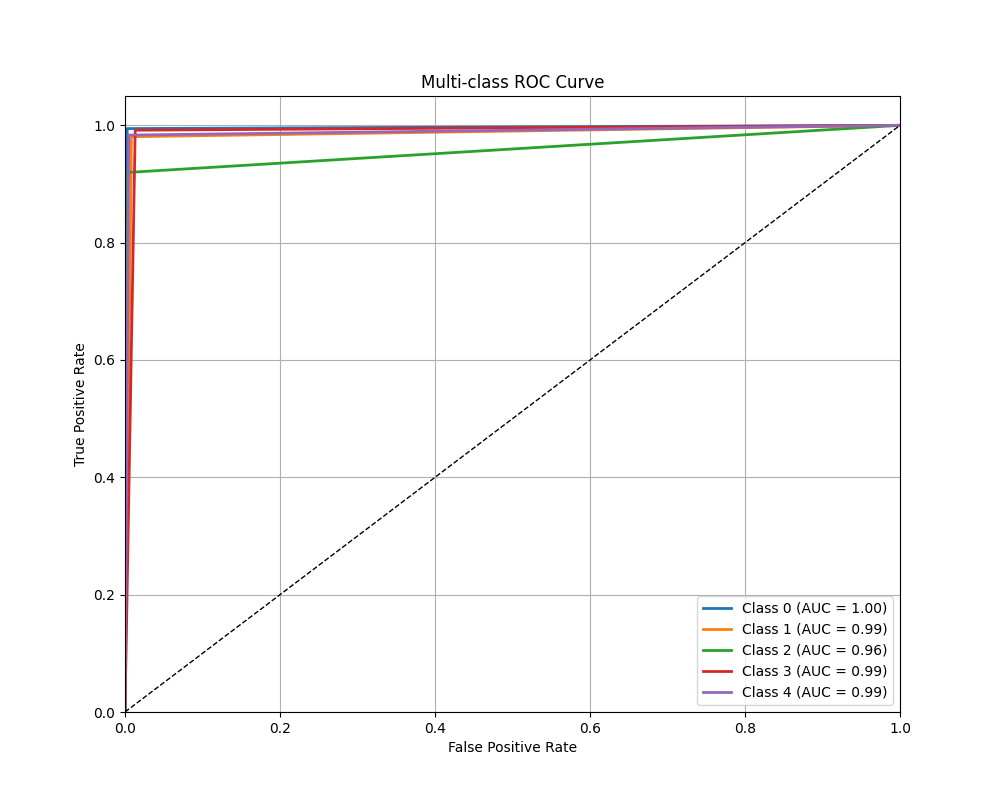 Multi-class ROC Curve
True Positive Rate
1.0
0.8
0.6
0.4
0.2
0.0
Class 0 (AUC = 1.00)
Class 1 (AUC = 0.99)
Class 2 (AUC = 0.96)
Class 3 (AUC = 0.99)
Class 4 (AUC = 0.99)
0.0 0.2 0.4 0.6 0.8 1.0
False Positive Rate